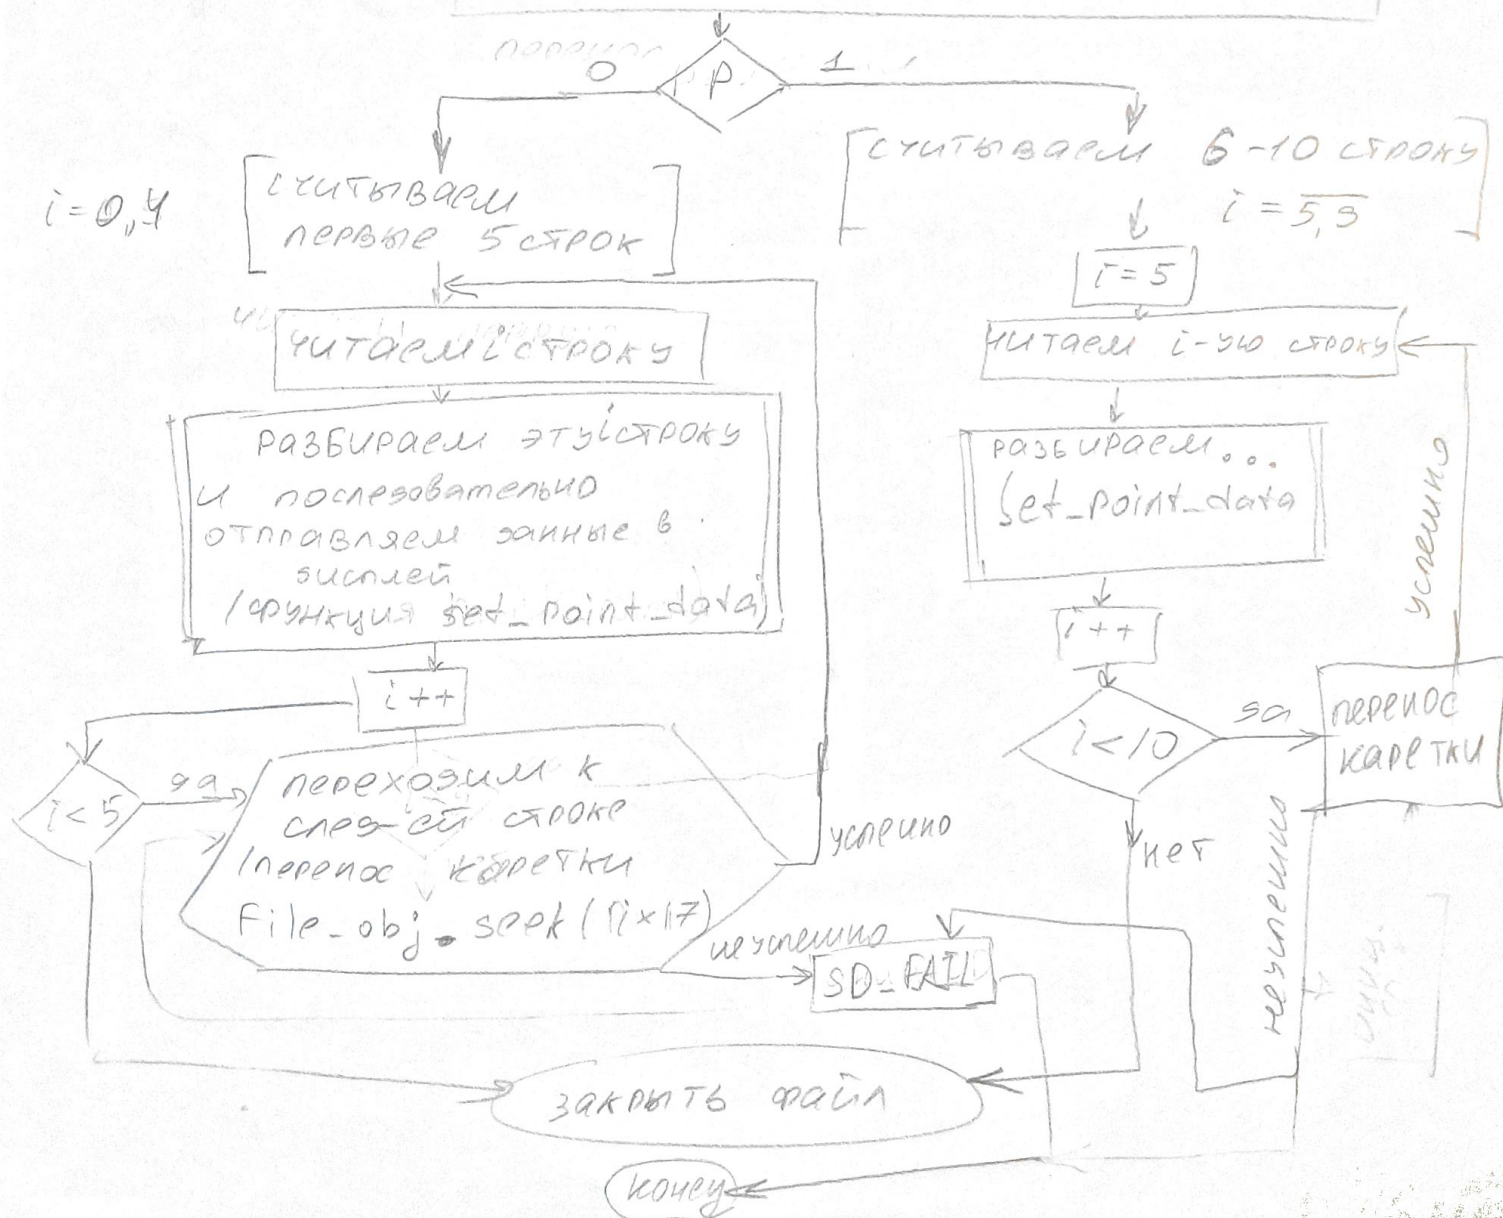 0
P.
1
i=0,4
считываем
первые 5 строк
считываем 6-10 строку
i = 5,9
i=5
читаем i строку
читаем i-ую строку
разбираем эту i строку
и последовательно
отправляем данные в
дисплей
/функция set_point_data/
разбираем...
set_point_data
успешно
i++
i++
i<5
да
переходим к
след-ей строке
/перенос каретки
File_obj.seek(
успешно
неуспешно
SD_FAIL
i<10
да
перенос
каретки
нет
неуспешно
закрыть файл
конец